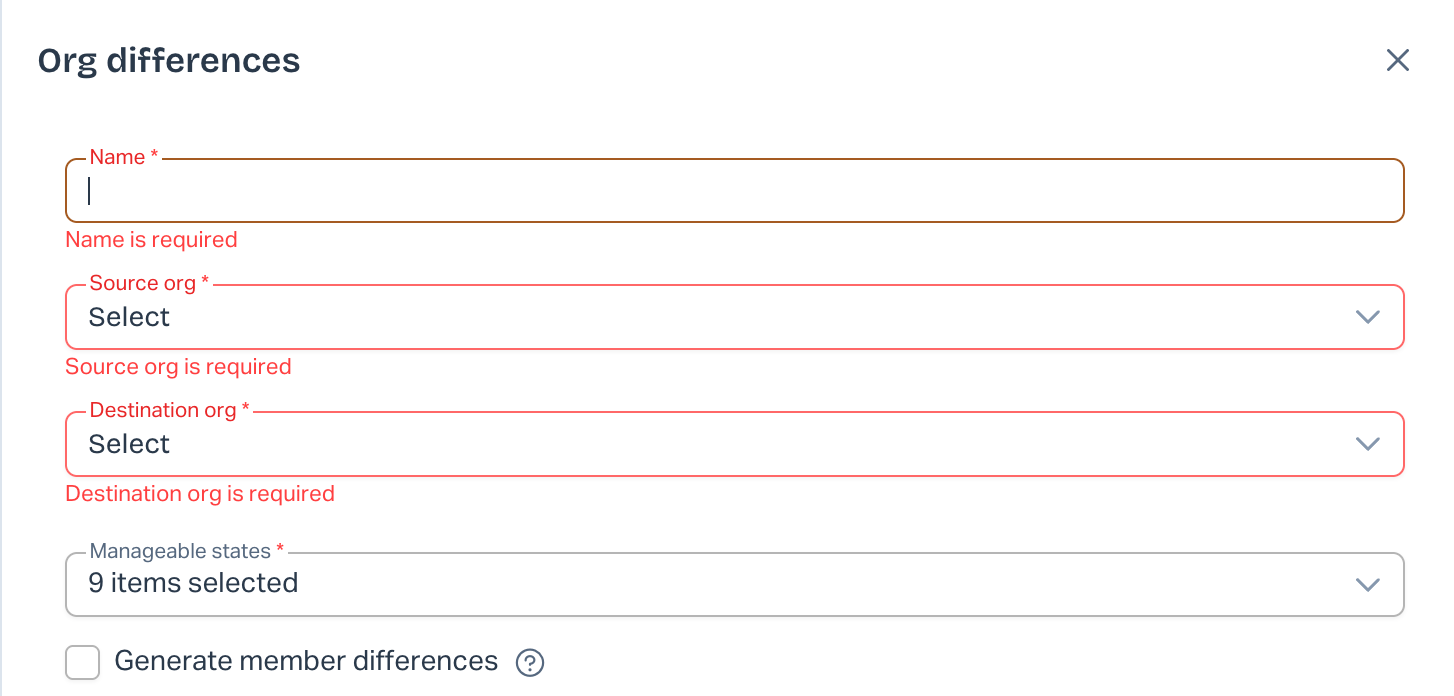 Org differences
Name *
Name is required
Source org *
Select
Source org is required
Destination org *
Select
Destination org is required
Manageable states *
9 items selected
Generate member differences ?